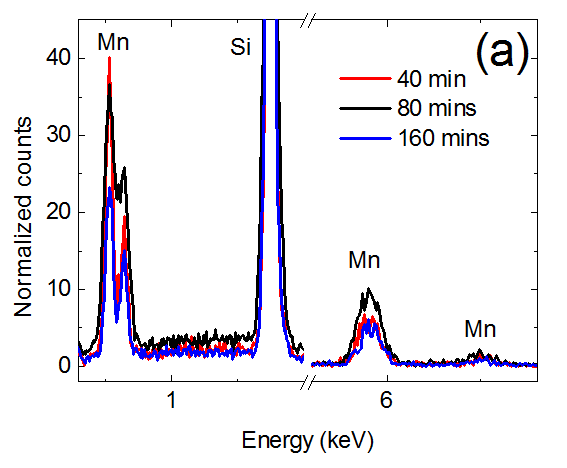 (a)
Mn
Si
40 min
80 mins
160 mins
Mn
Mn
40
30
20
10
0
Normalized counts
1
6
Energy (keV)